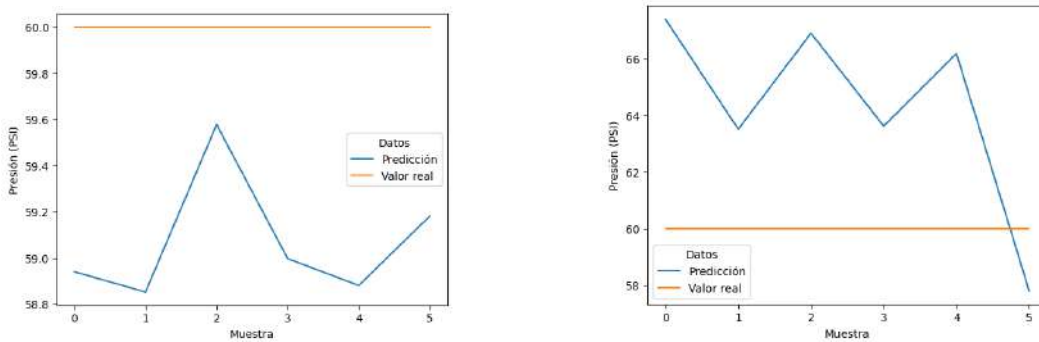 60.0
59.8
59.6
59.4
59.2
59.0
58.8
Presión (PSI)
Datos
Predicción
Valor real
0 1 2 3 4 5
Muestra
66
64
62
60
58
Presión (PSI)
Datos
Predicción
Valor real
0 1 2 3 4 5
Muestra